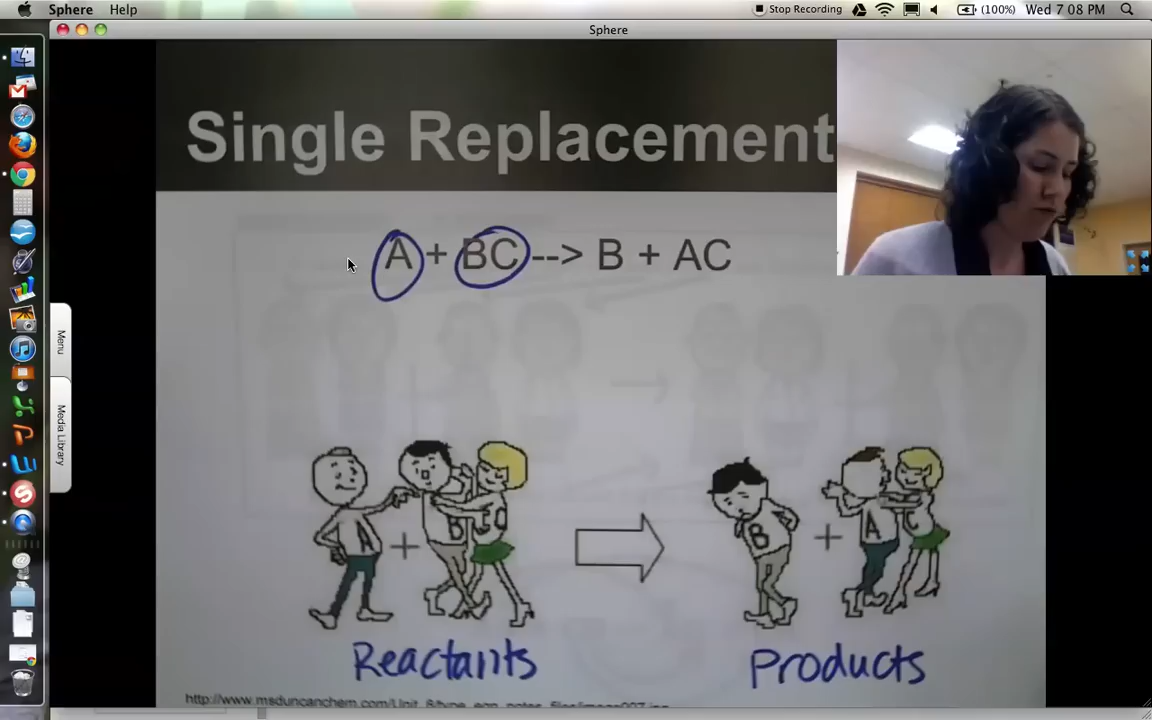 Sphere Help
Stop Recording
(100%) Wed 7:08 PM
Sphere
Single Replacement
A + BC --> B + AC
Menu
Media Library
A + B
B + A C
Reactants
Products